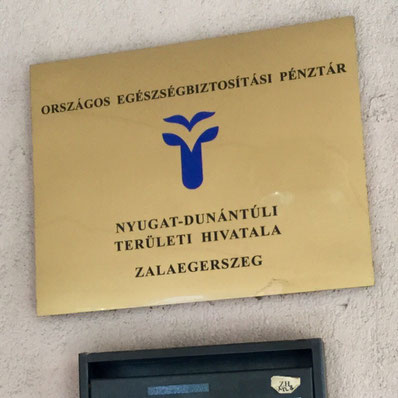 ORSZÁGOS EGÉSZSÉGBIZTOSÍTÁSI PÉNZTÁR
NYUGAT-DUNÁNTÚLI
TERÜLETI HIVATALA
ZALAEGERSZEG